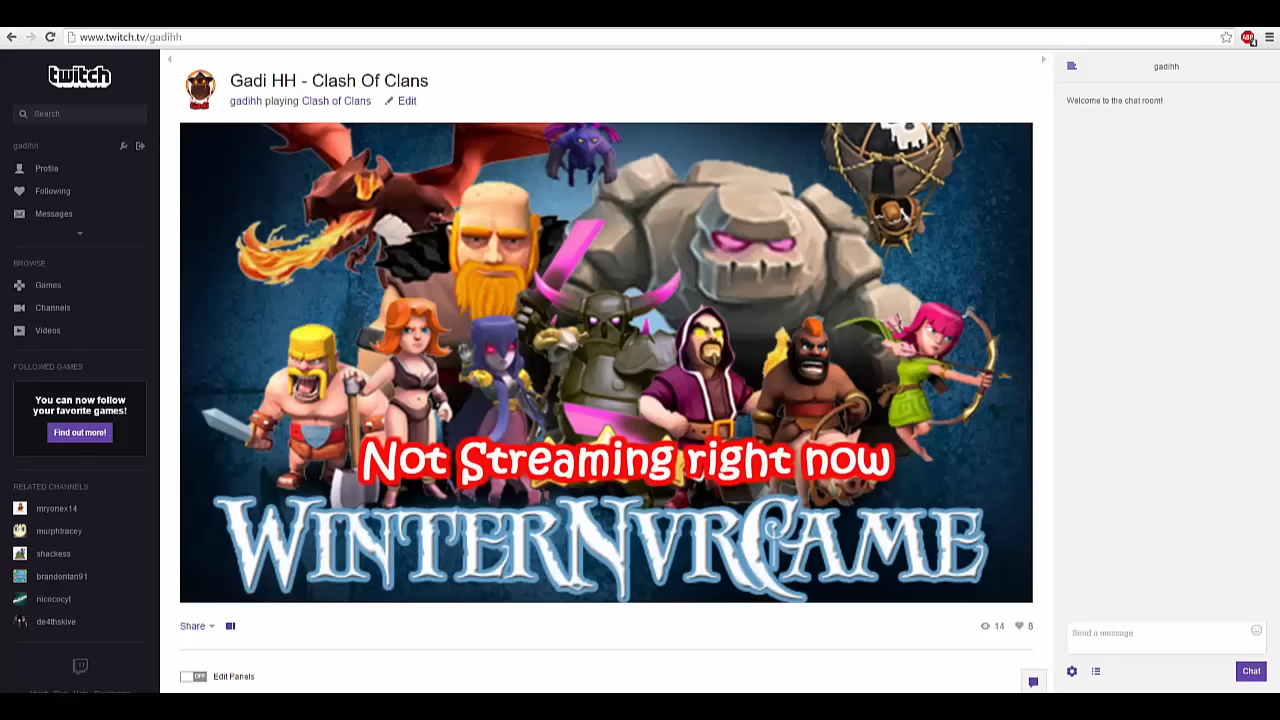 www.twitch.tv/gadihh
ABP
twitch
Search
gadihh
Profile
Following
Messages
BROWSE
Games
Channels
Videos
FOLLOWED GAMES
You can now follow
your favorite games!
Find out more!
RELATED CHANNELS
mryonex14
murphtracey
shackess
brandontan91
nicococyt
de4thskive
Gadi HH - Clash Of Clans
gadihh playing Clash of Clans Edit
Not Streaming right now
WINTERNVRCAME
Share
14 8
OFF Edit Panels
gadihh
Welcome to the chat room!
Send a message
Chat